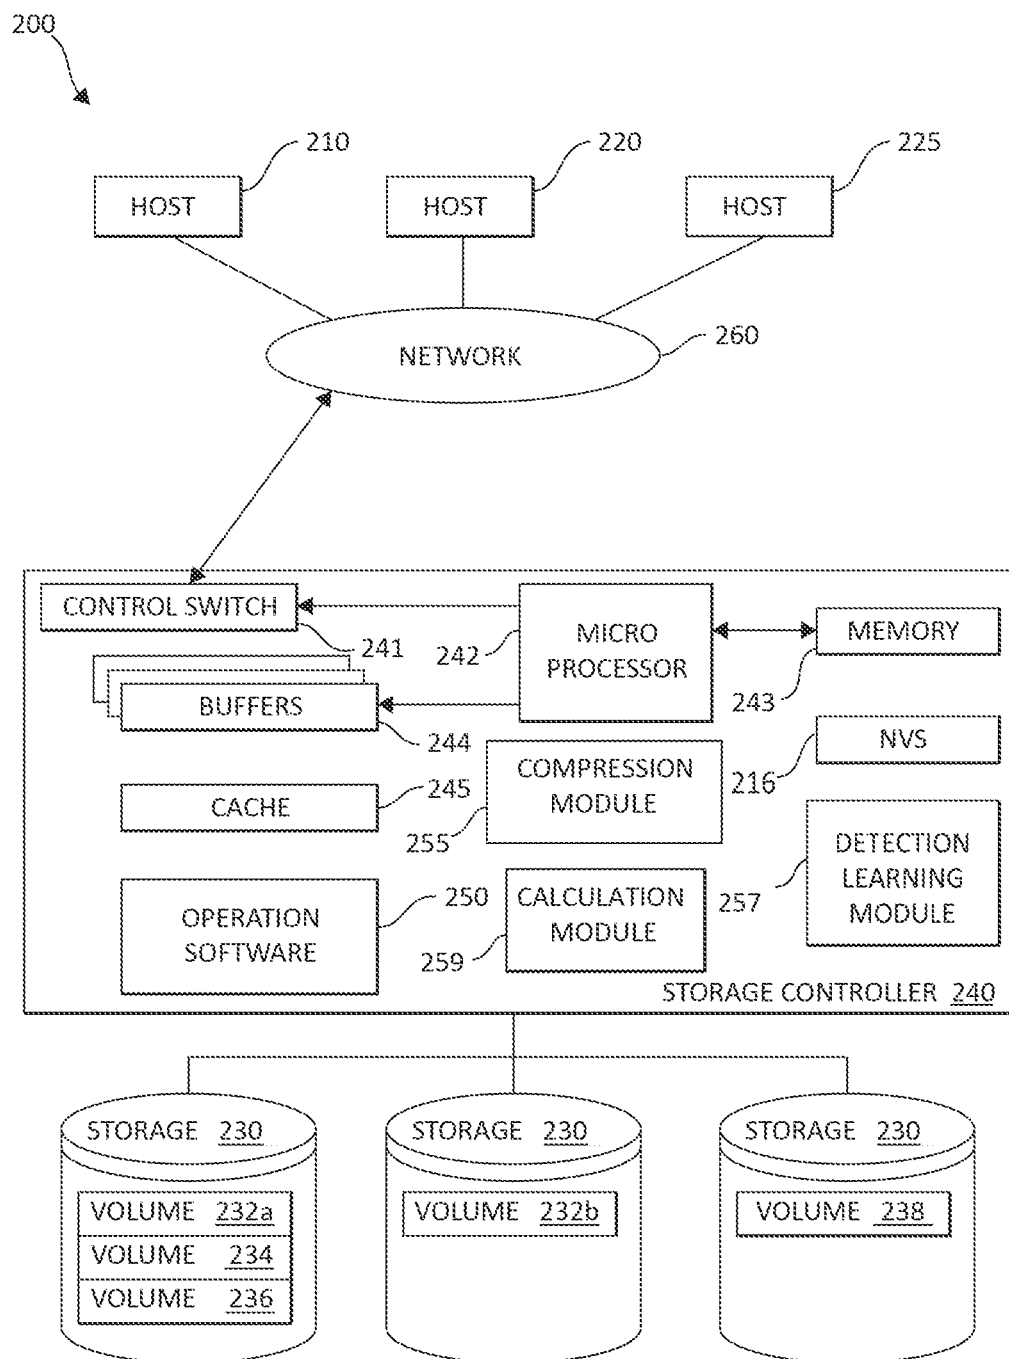 200
210
220
225
HOST
HOST
HOST
260
NETWORK
CONTROL SWITCH
241
242
MICRO
PROCESSOR
MEMORY
243
BUFFERS
244
NVS
216
COMPRESSION
MODULE
255
CACHE
245
DETECTION
LEARNING
MODULE
257
OPERATION
SOFTWARE
250
CALCULATION
MODULE
259
STORAGE CONTROLLER 240
STORAGE 230
STORAGE 230
STORAGE 230
VOLUME 232a
VOLUME 232b
VOLUME 238
VOLUME 234
VOLUME 236